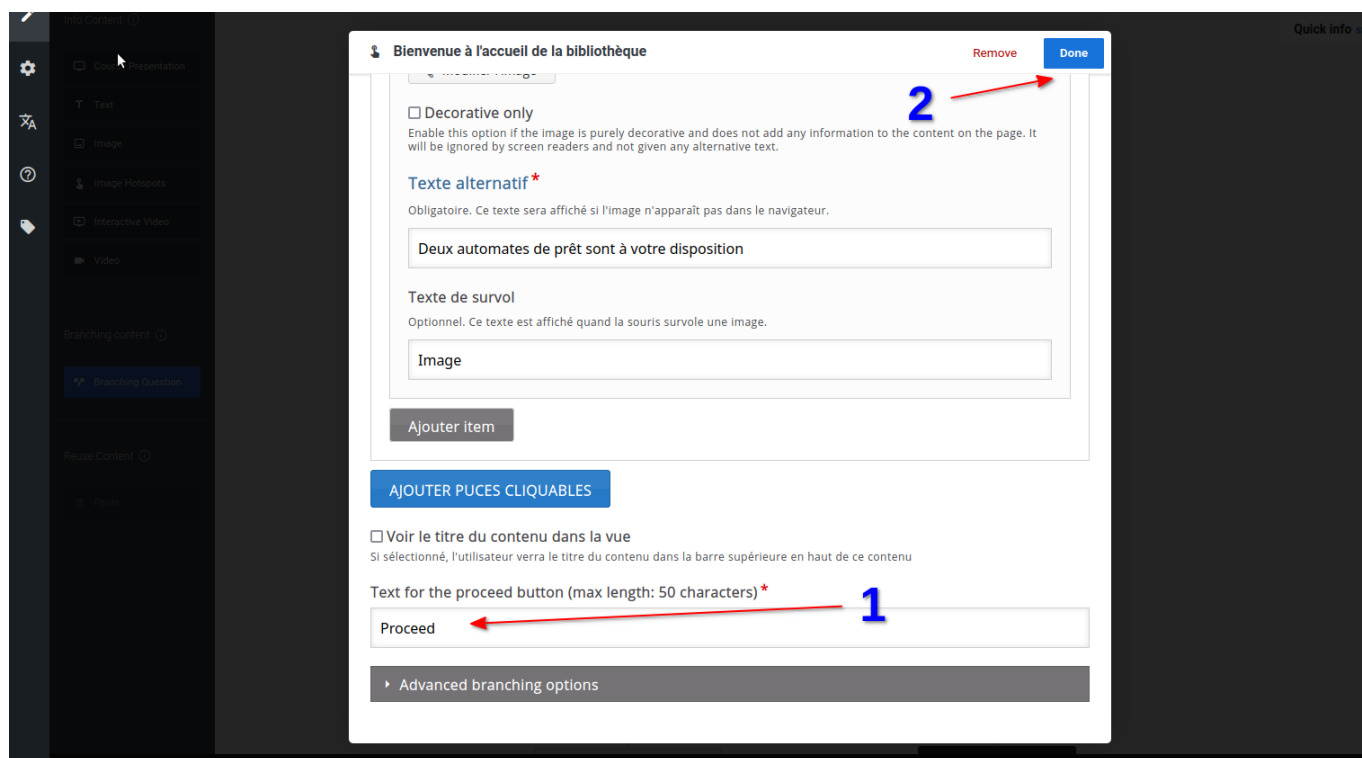 Info Content
Quick info
Bienvenue à l'accueil de la bibliothèque
Remove
Done
Course Presentation
Text
Image
Image Hotspots
Interactive Video
Video
Branching content
Branching Question
Reuse Content
2
Decorative only
Enable this option if the image is purely decorative and does not add any information to the content on the page. It
will be ignored by screen readers and not given any alternative text.
Texte alternatif *
Obligatoire. Ce texte sera affiché si l'image n'apparaît pas dans le navigateur.
Deux automates de prêt sont à votre disposition
Texte de survol
Optionnel. Ce texte est affiché quand la souris survole une image.
Image
Ajouter item
AJOUTER PUCES CLIQUABLES
Voir le titre du contenu dans la vue
Si sélectionné, l'utilisateur verra le titre du contenu dans la barre supérieure en haut de ce contenu
Text for the proceed button (max length: 50 characters) *
1
Proceed
Advanced branching options